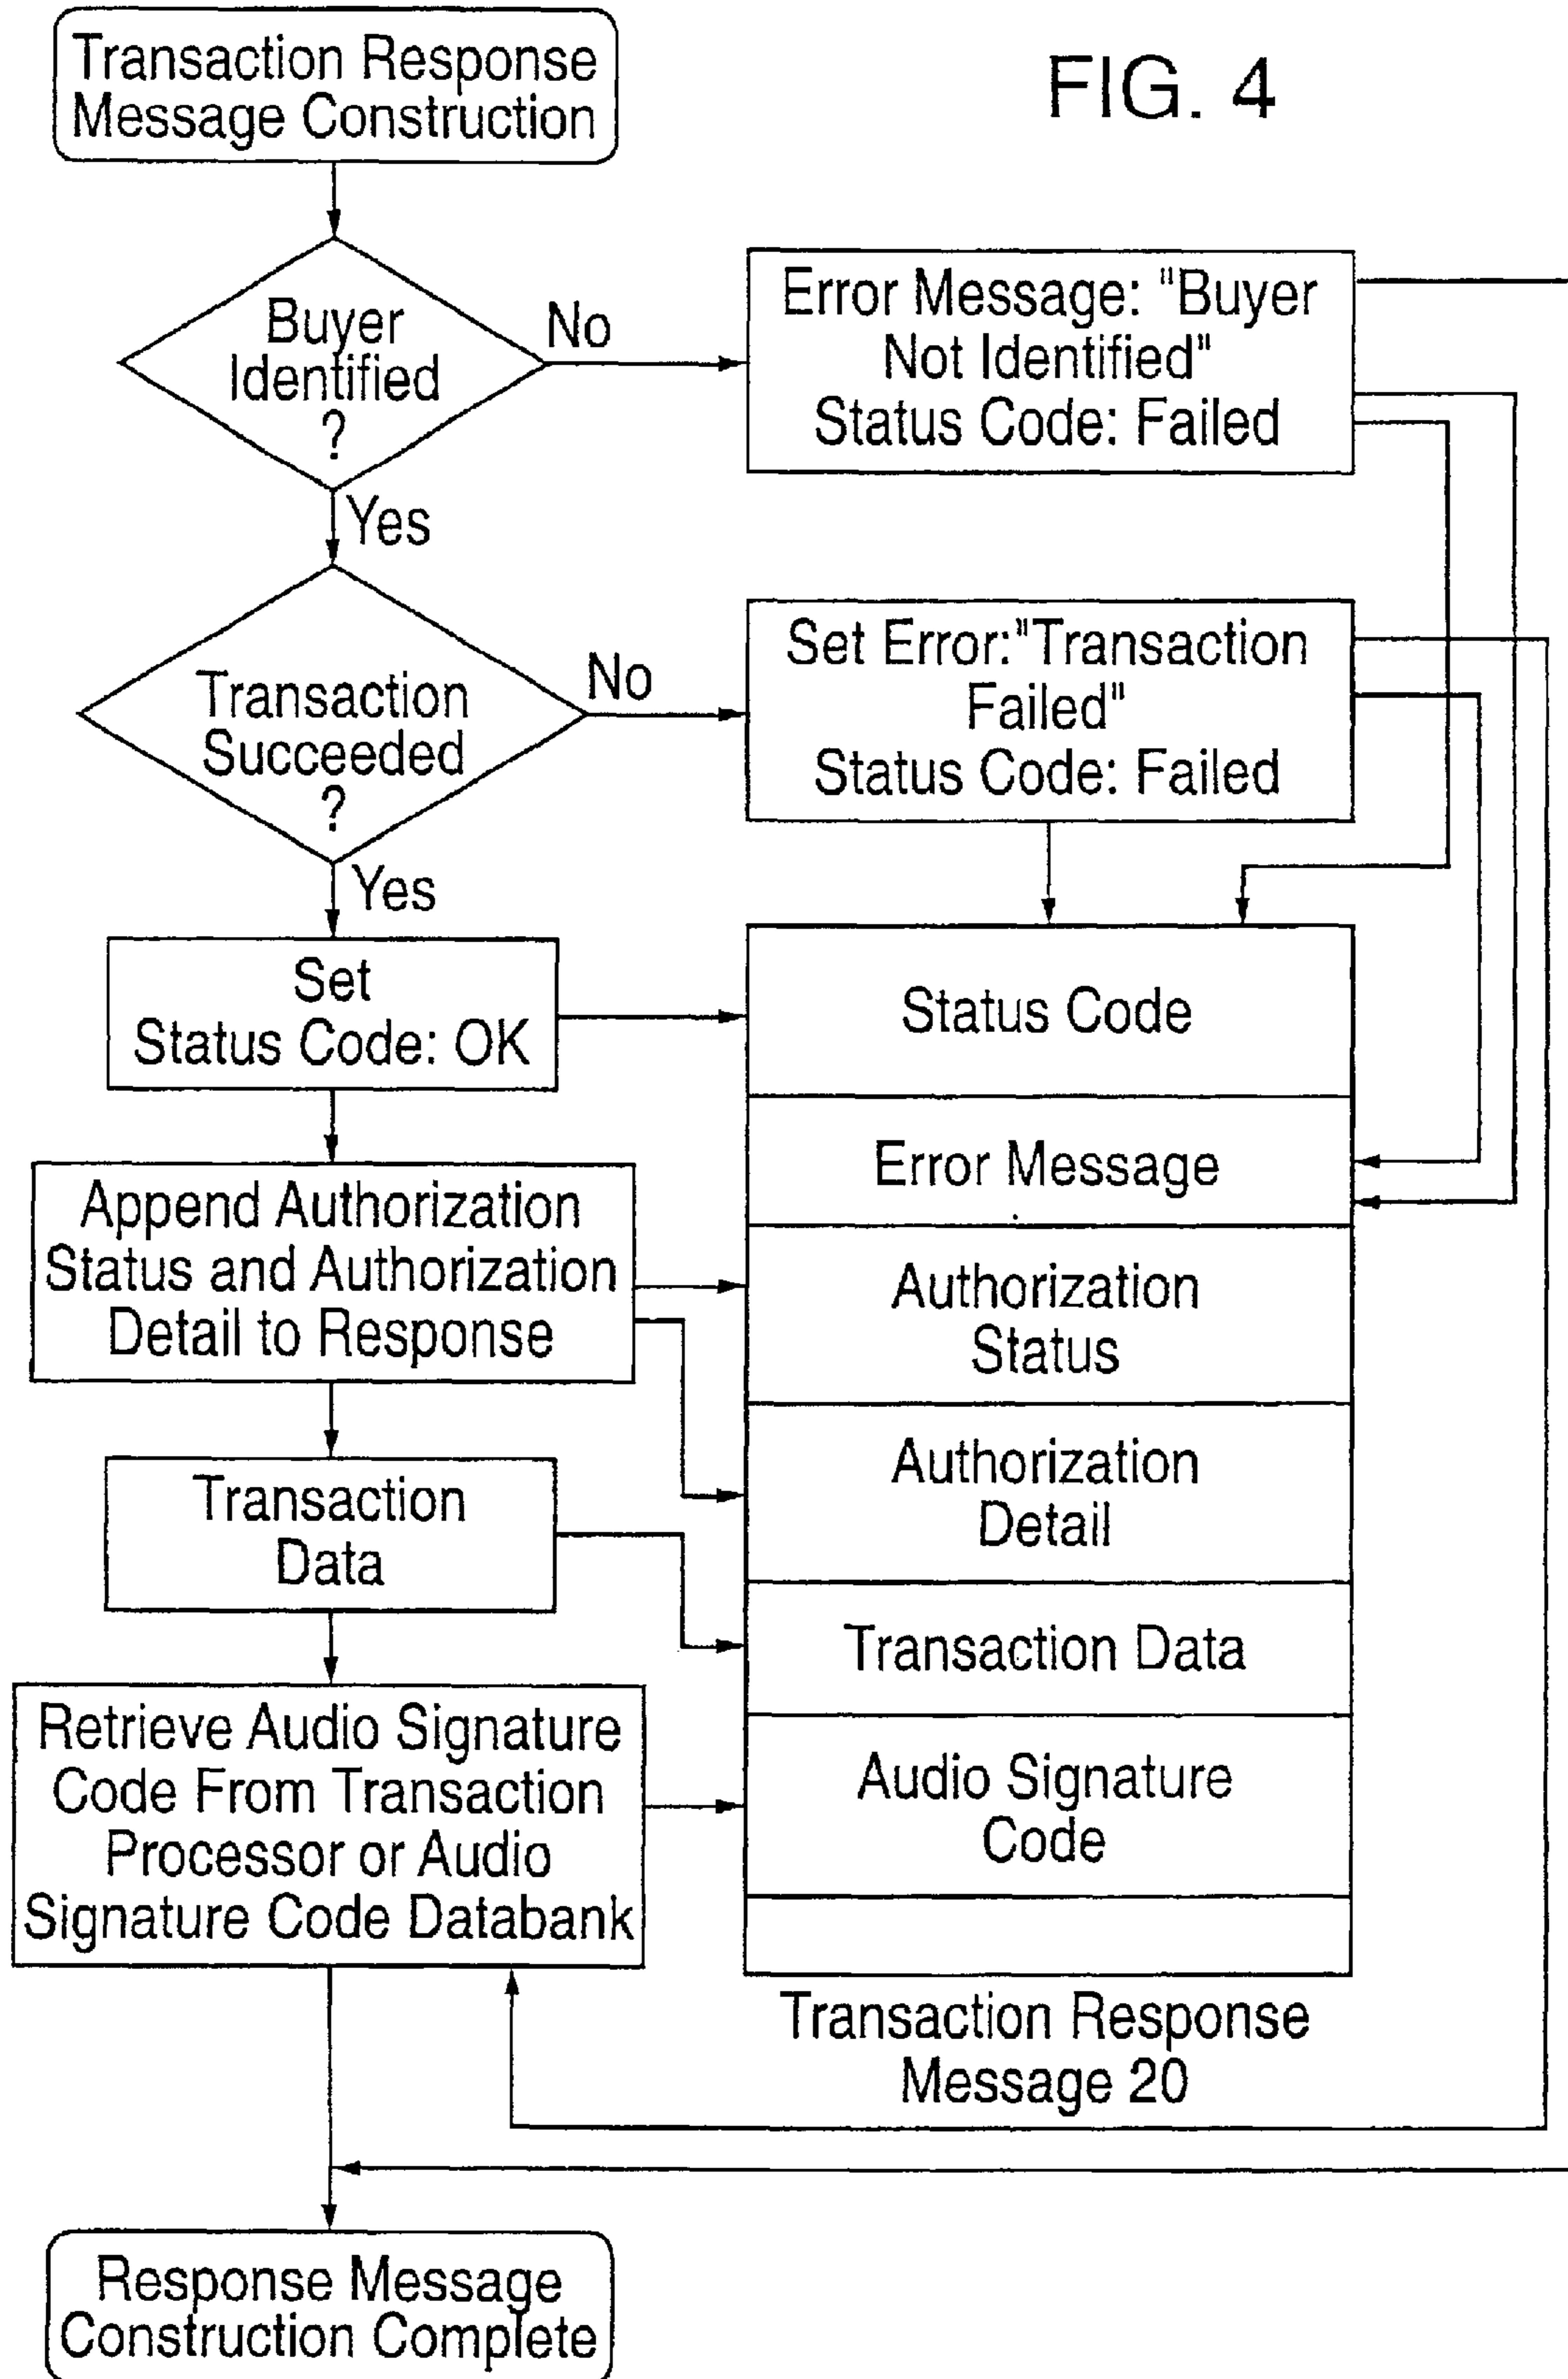 FIG. 4
Transaction Response
Message Construction
Buyer
Identified
?
No
Yes
Error Message: "Buyer
Not Identified"
Status Code: Failed
Transaction
Succeeded
?
No
Yes
Set Error:"Transaction
Failed"
Status Code: Failed
Set
Status Code: OK
Append Authorization
Status and Authorization
Detail to Response
Transaction
Data
Retrieve Audio Signature
Code From Transaction
Processor or Audio
Signature Code Databank
Status Code
Error Message
Authorization
Status
Authorization
Detail
Transaction Data
Audio Signature
Code
Transaction Response
Message 20
Response Message
Construction Complete